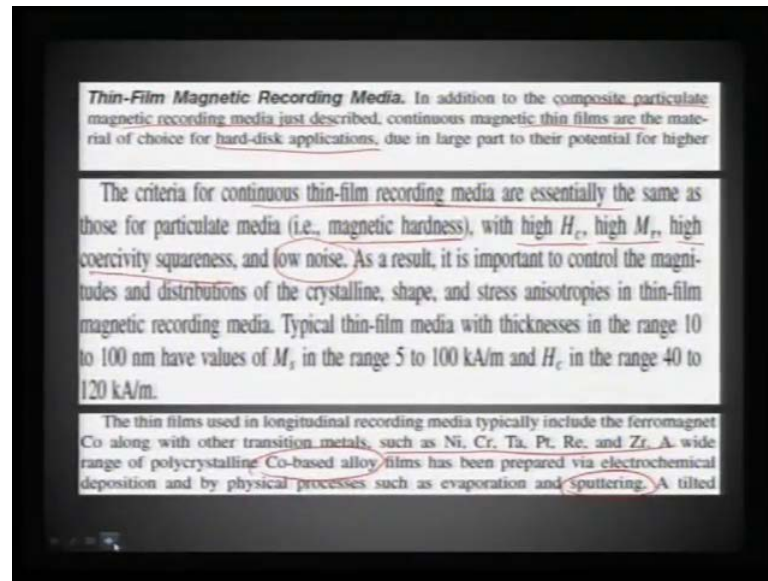 Thin-Film Magnetic Recording Media. In addition to the composite particulate
magnetic recording media just described, continuous magnetic thin films are the mate-
rial of choice for hard-disk applications, due in large part to their potential for higher
The criteria for continuous thin-film recording media are essentially the same as
those for particulate media (i.e., magnetic hardness), with high Hc, high Mr, high
coercivity squareness, and low noise. As a result, it is important to control the magni-
tudes and distributions of the crystalline, shape, and stress anisotropies in thin-film
magnetic recording media. Typical thin-film media with thicknesses in the range 10
to 100 nm have values of Ms in the range 5 to 100 kA/m and Hc in the range 40 to
120 kA/m.
The thin films used in longitudinal recording media typically include the ferromagnet
Co along with other transition metals, such as Ni, Cr, Ta, Pt, Re, and Zr. A wide
range of polycrystalline Co-based alloy films has been prepared via electrochemical
deposition and by physical processes such as evaporation and sputtering. A tilted